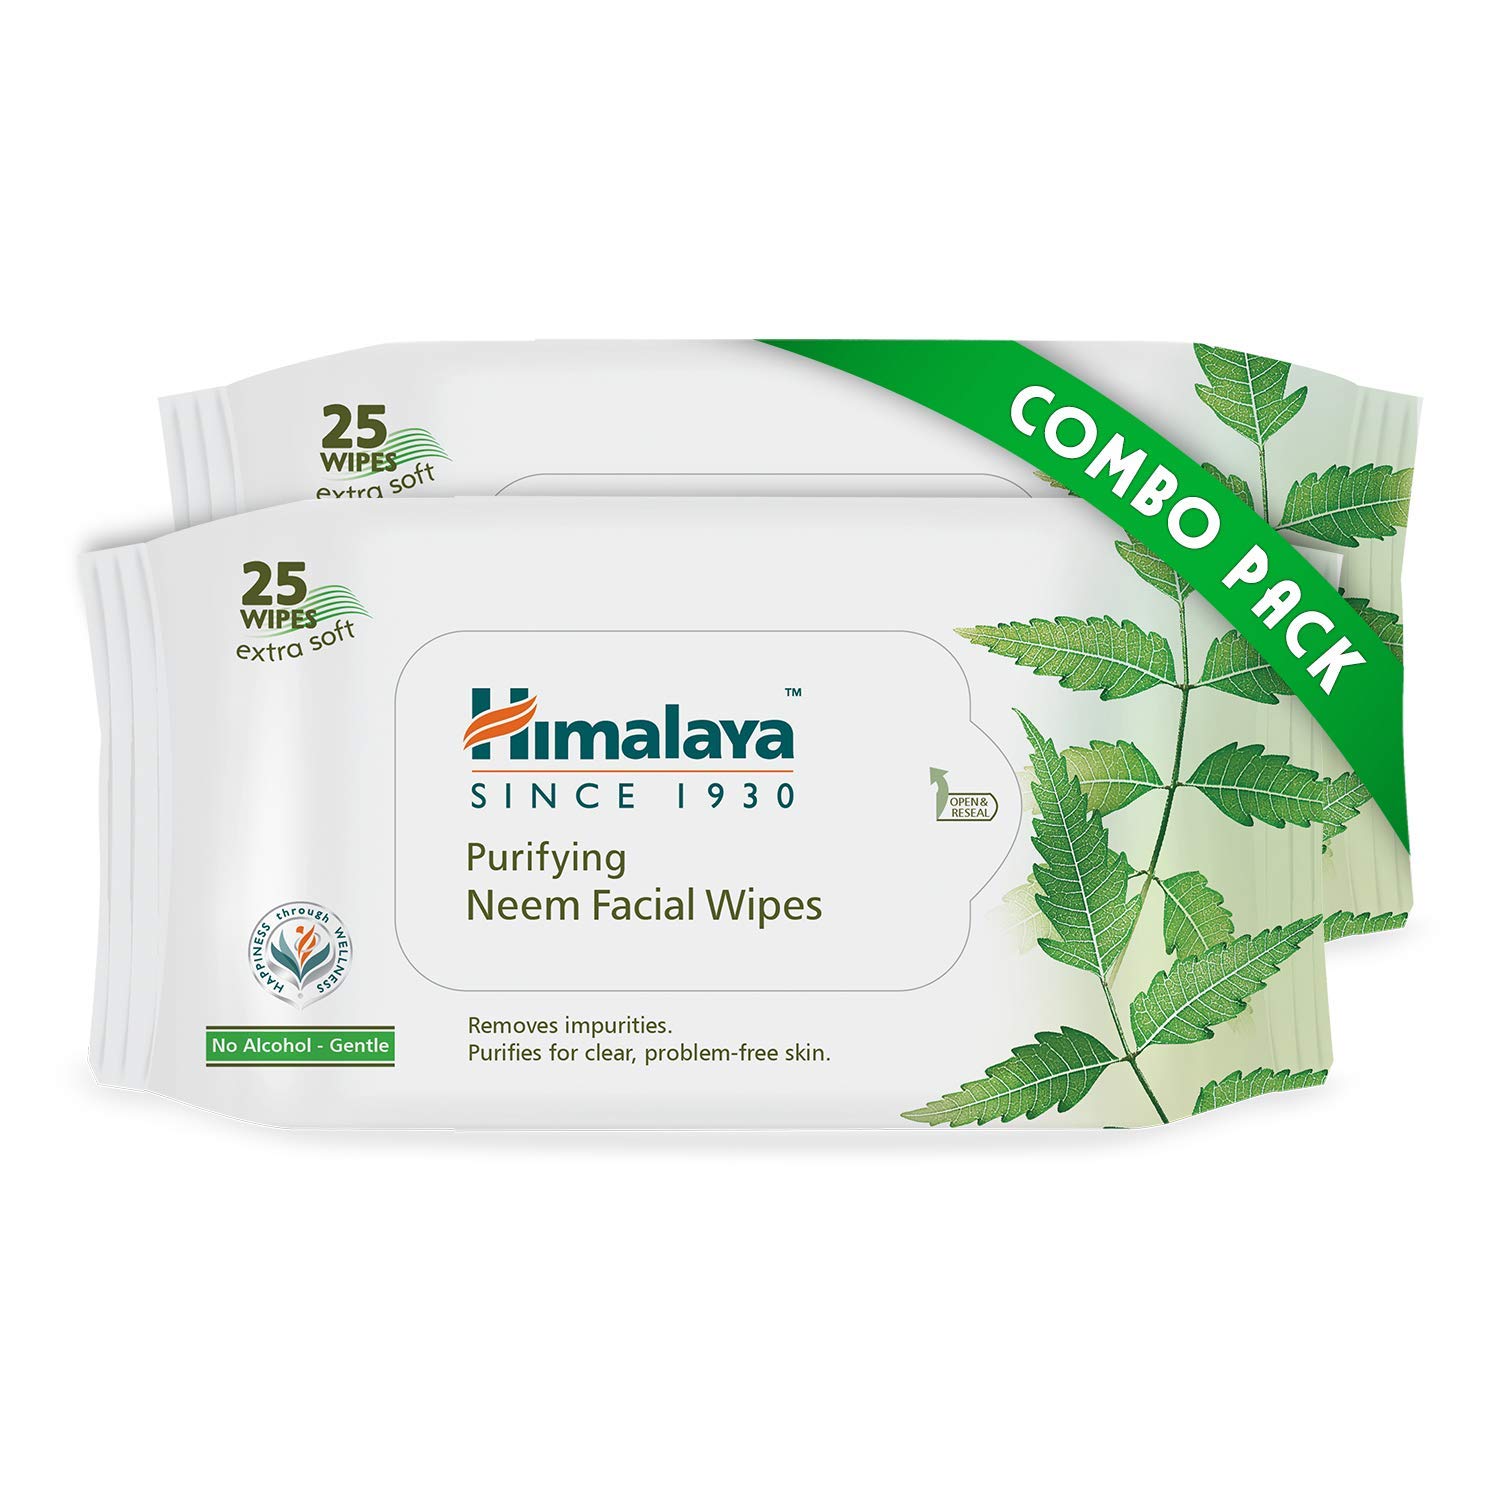 25
WIPES
extra soft
COMBO PACK
25
WIPES
extra soft
Himalaya™
SINCE 1930
OPEN &
RESEAL
Purifying
Neem Facial Wipes
HAPPINESS through WELLNESS
No Alcohol - Gentle
Removes impurities.
Purifies for clear, problem-free skin.